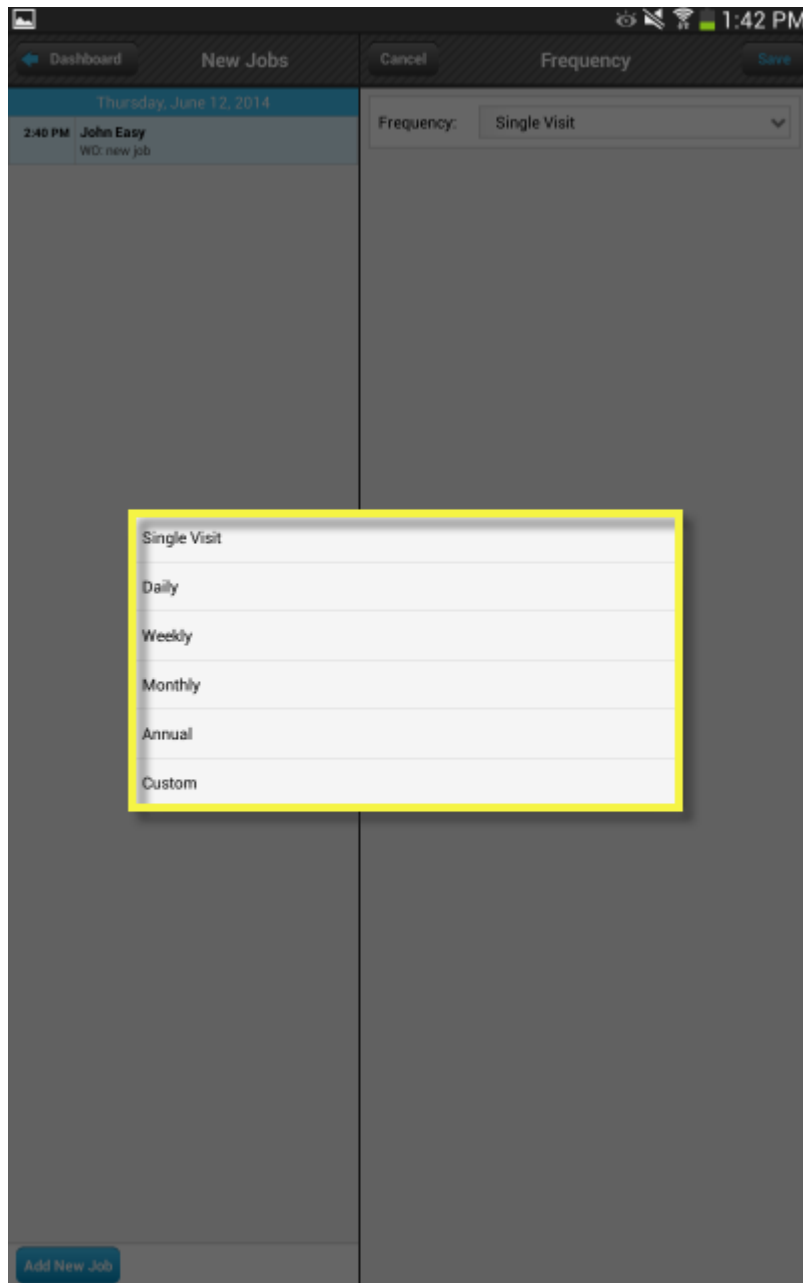 1:42 PM
Dashboard
New Jobs
Cancel
Frequency
Save
Thursday, June 12, 2014
2:40 PM John Easy
WO: new job
Frequency: Single Visit
Single Visit
Daily
Weekly
Monthly
Annual
Custom
Add New Job